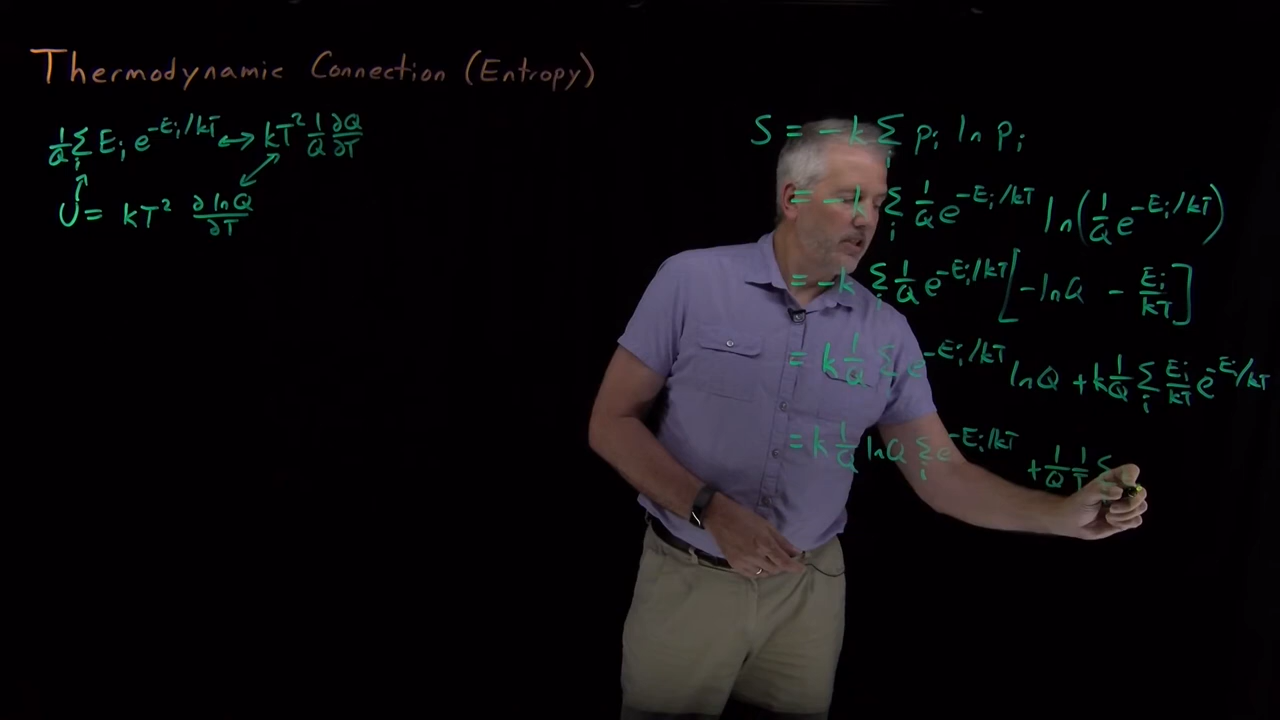 Thermodynamic Connection (Entropy)
1/Q Σ_i E_i e^(-E_i/kT) ↔ kT² 1/Q ∂Q/∂T
U = kT² ∂lnQ/∂T
S = -k Σ_i p_i ln p_i
= -k Σ_i 1/Q e^(-E_i/kT) ln(1/Q e^(-E_i/kT))
= -k Σ_i 1/Q e^(-E_i/kT) [-lnQ - E_i/kT]
= k 1/Q Σ e^(-E_i/kT) lnQ + k 1/Q Σ_i E_i/kT e^(-E_i/kT)
= k 1/Q lnQ Σ_i e^(-E_i/kT) + 1/Q 1/T Σ